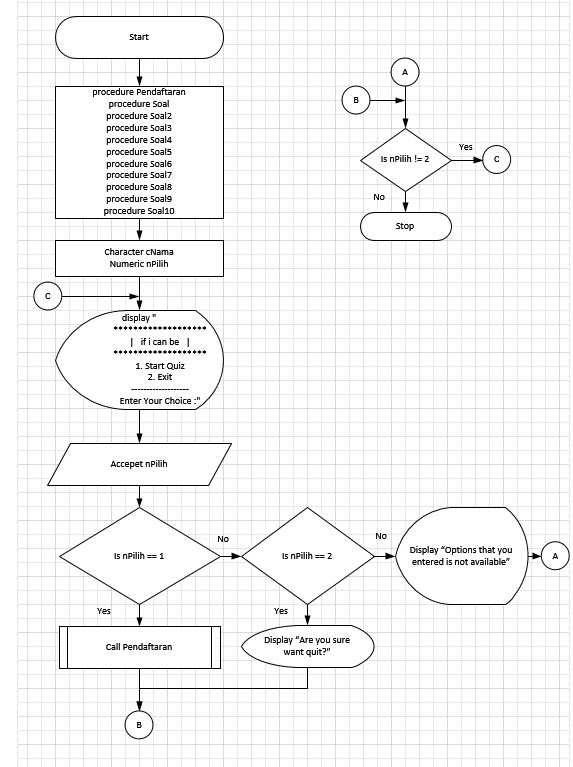 Start
procedure Pendaftaran
procedure Soal
procedure Soal2
procedure Soal3
procedure Soal4
procedure Soal5
procedure Soal6
procedure Soal7
procedure Soal8
procedure Soal9
procedure Soal10
Character cNama
Numeric nPilih
C
display "
*********************
| if i can be |
*********************
1. Start Quiz
2. Exit
-------------------
Enter Your Choice :"
Accepet nPilih
Is nPilih == 1
No
Is nPilih == 2
No
Display “Options that you
entered is not available”
A
Yes
Call Pendaftaran
Yes
Display “Are you sure
want quit?”
B
A
B
Is nPilih != 2
Yes
C
No
Stop